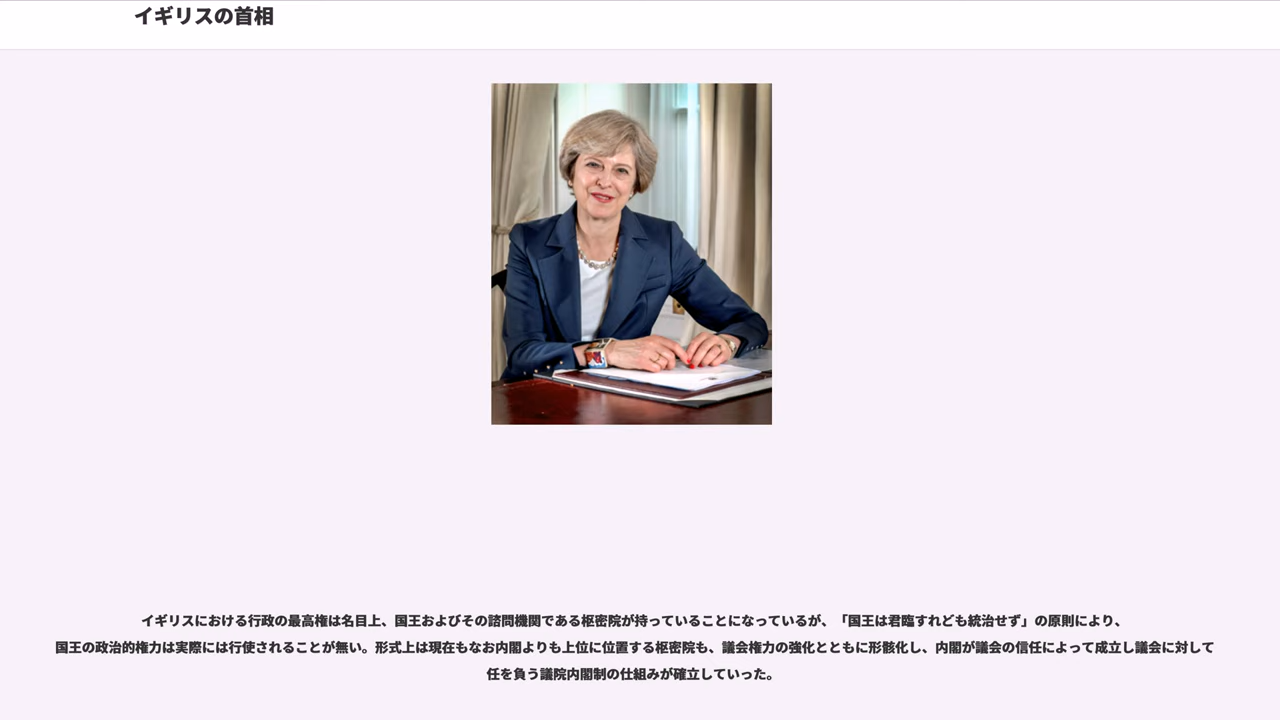 イギリスの首相
イギリスにおける行政の最高権は名目上、国王およびその諮問機関である枢密院が持っていることになっているが、「国王は君臨すれども統治せず」の原則により、
国王の政治的権力は実際には行使されることが無い。形式上は現在もなお内閣よりも上位に位置する枢密院も、議会権力の強化とともに形骸化し、内閣が議会の信任によって成立し議会に対して
任を負う議院内閣制の仕組みが確立していった。